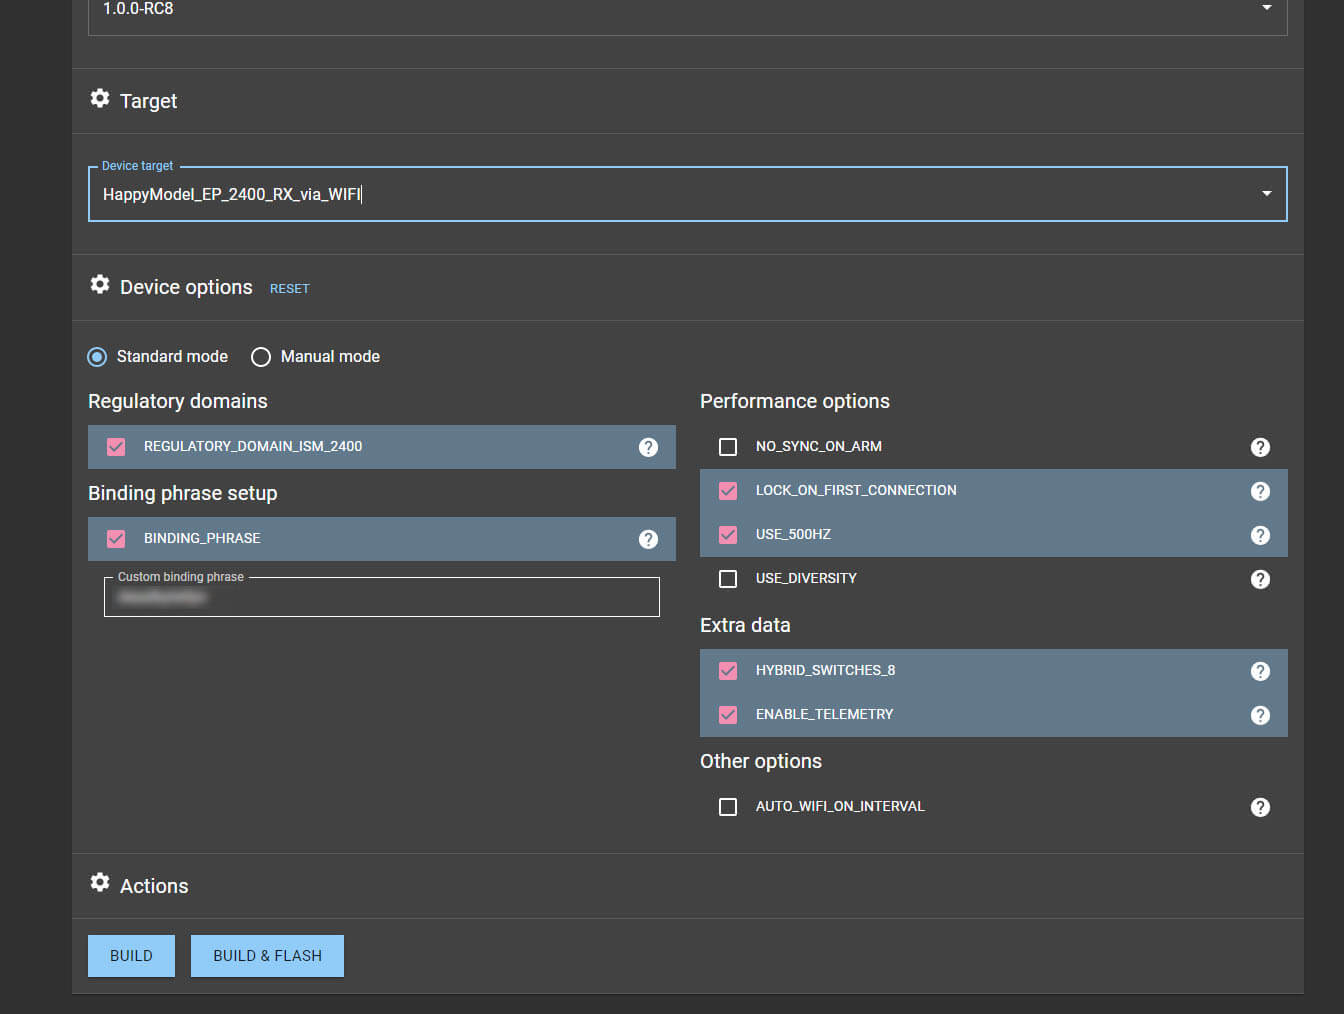 1.0.0-RC8
Target
Device target
HappyModel_EP_2400_RX_via_WIFI
Device options RESET
Standard mode Manual mode
Regulatory domains
REGULATORY_DOMAIN_ISM_2400
Binding phrase setup
BINDING_PHRASE
Custom binding phrase
Performance options
NO_SYNC_ON_ARM
LOCK_ON_FIRST_CONNECTION
USE_500HZ
USE_DIVERSITY
Extra data
HYBRID_SWITCHES_8
ENABLE_TELEMETRY
Other options
AUTO_WIFI_ON_INTERVAL
Actions
BUILD BUILD & FLASH